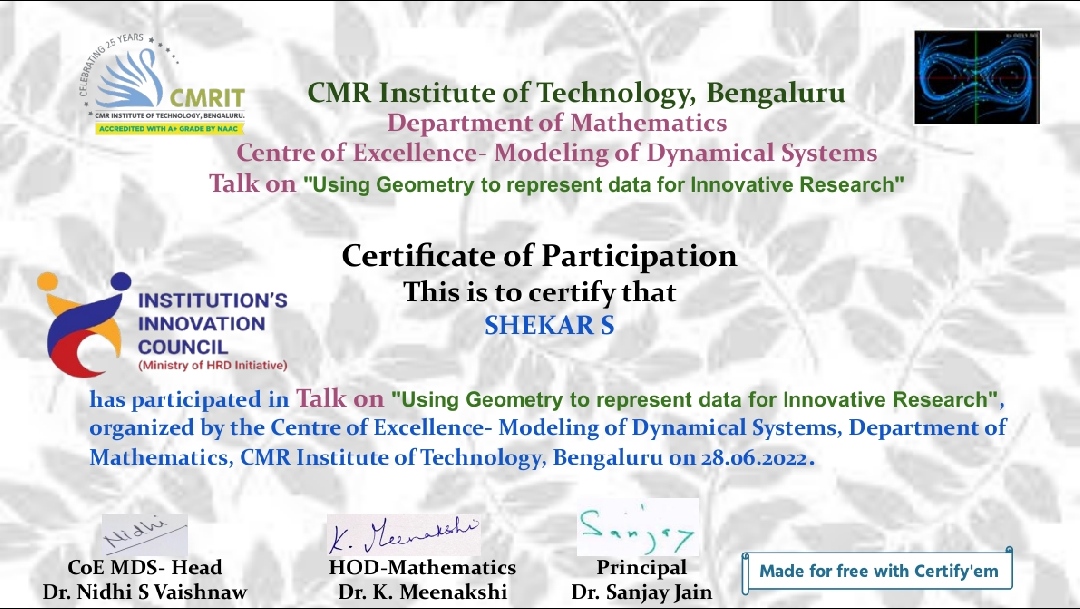 CELEBRATING 25 YEARS
CMRIT
CMR INSTITUTE OF TECHNOLOGY, BENGALURU.
ACCREDITED WITH A+ GRADE BY NAAC
CMR Institute of Technology, Bengaluru
Department of Mathematics
Centre of Excellence- Modeling of Dynamical Systems
Talk on "Using Geometry to represent data for Innovative Research"
Certificate of Participation
This is to certify that
SHEKAR S
INSTITUTION'S
INNOVATION
COUNCIL
(Ministry of HRD Initiative)
has participated in Talk on "Using Geometry to represent data for Innovative Research",
organized by the Centre of Excellence- Modeling of Dynamical Systems, Department of
Mathematics, CMR Institute of Technology, Bengaluru on 28.06.2022.
Nidhi
K. Meenakshi
Sanjay
CoE MDS- Head
HOD-Mathematics
Principal
Dr. Nidhi S Vaishnaw
Dr. K. Meenakshi
Dr. Sanjay Jain
Made for free with Certify'em